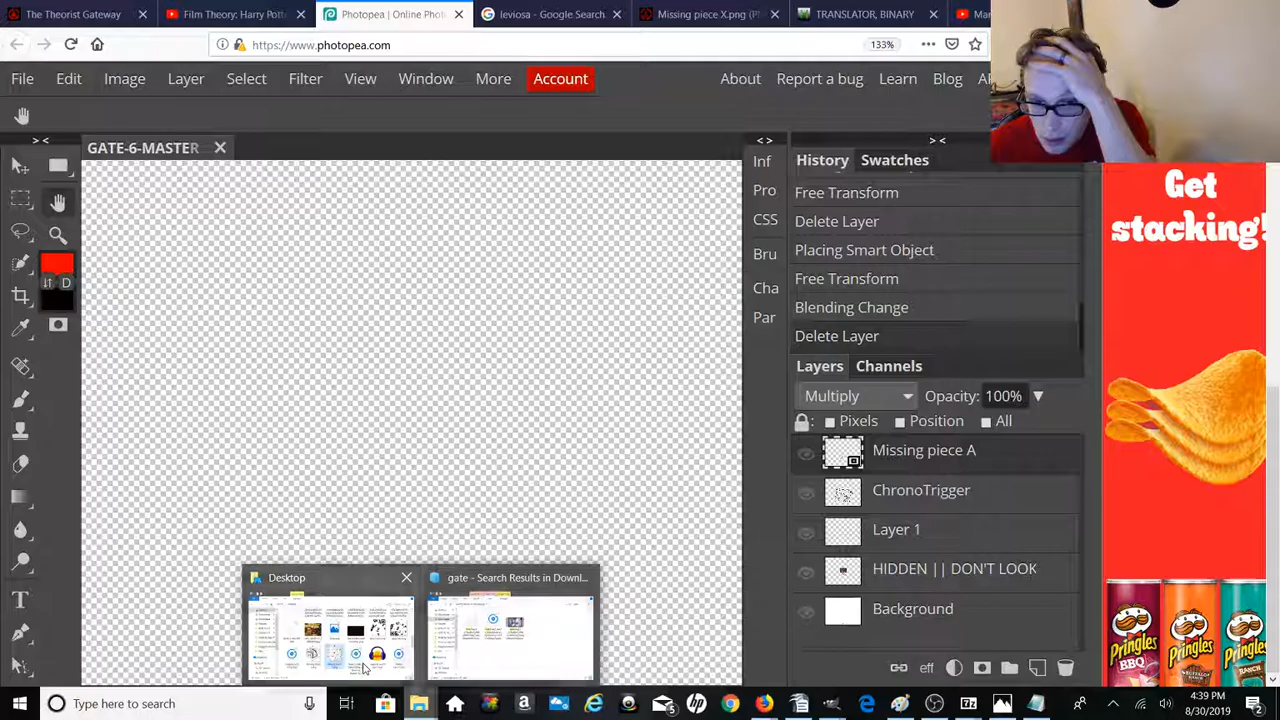 The Theorist Gateway
Film Theory: Harry Pott
Photopea | Online Phot
leviosa - Google Search
Missing piece X.png (
TRANSLATOR, BINARY
Mar
https://www.photopea.com
133%
File Edit Image Layer Select Filter View Window More Account About Report a bug Learn Blog
GATE-6-MASTER
Inf
Pro
CSS
Bru
Cha
Par
History Swatches
Free Transform
Delete Layer
Placing Smart Object
Free Transform
Blending Change
Delete Layer
Layers Channels
Multiply Opacity: 100%
Pixels Position All
Missing piece A
ChronoTrigger
Layer 1
HIDDEN || DON'T LOOK
Background
eff
D
Get
stacking!
Pringles
BBQ
Pringles
Pringles
RANCH
Desktop
gate - Search Results in Downl...
Type here to search
4:39 PM
8/30/2019